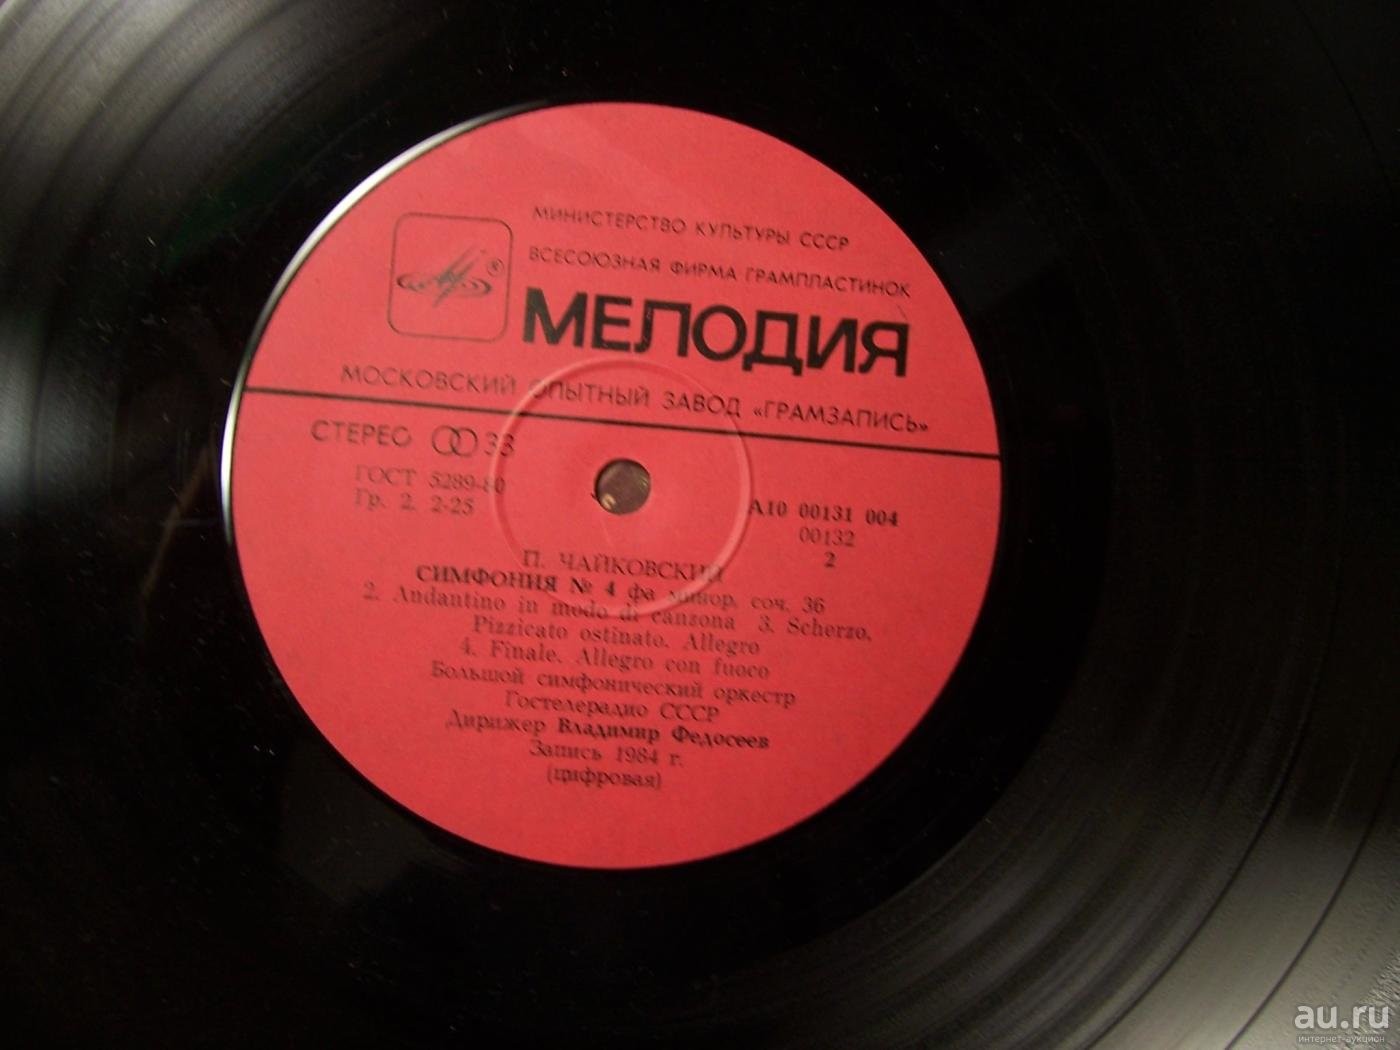 МИНИСТЕРСТВО КУЛЬТУРЫ СССР
ВСЕСОЮЗНАЯ ФИРМА ГРАМПЛАСТИНОК
®
МЕЛОДИЯ
МОСКОВСКИЙ ОПЫТНЫЙ ЗАВОД «ГРАМЗАПИСЬ»
СТЕРЕО 33
ГОСТ 5289-80
Гр. 2. 2-25
А10 00131 004
00132
2
П. ЧАЙКОВСКИЙ
СИМФОНИЯ № 4 фа минор, соч. 36
2. Andantino in modo di canzona 3. Scherzo.
Pizzicato ostinato. Allegro
4. Finale. Allegro con fuoco
Большой симфонический оркестр
Гостелерадио СССР
Дирижер Владимир Федосеев
Запись 1984 г.
(цифровая)
au.ru
интернет-аукцион